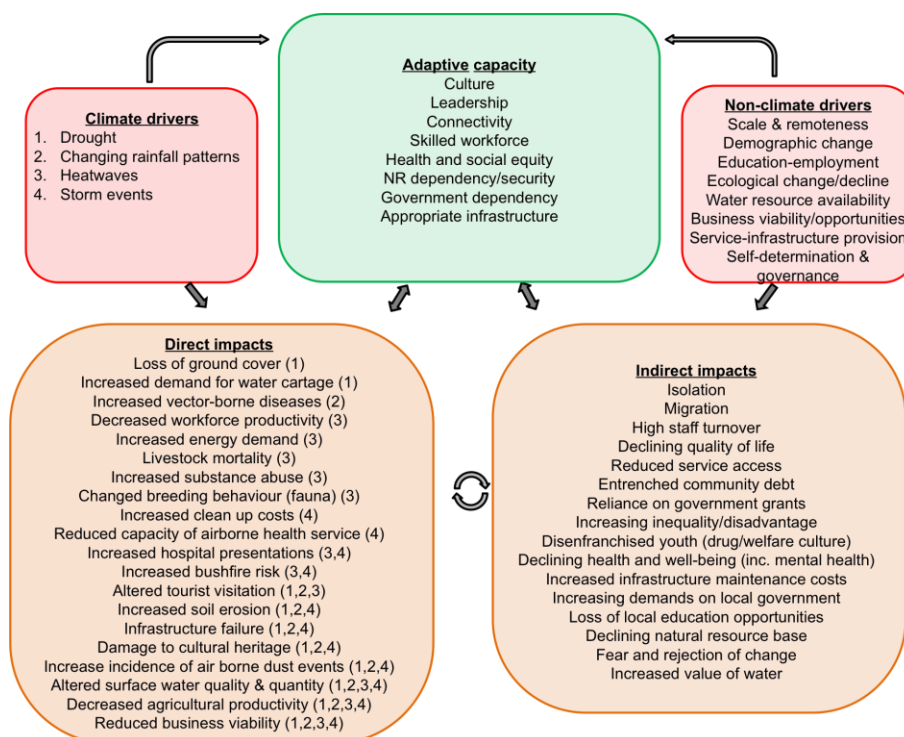 Adaptive capacity
Culture
Leadership
Connectivity
Skilled workforce
Health and social equity
NR dependency/security
Government dependency
Appropriate infrastructure
Climate drivers
1. Drought
2. Changing rainfall patterns
3. Heatwaves
4. Storm events
Non-climate drivers
Scale & remoteness
Demographic change
Education-employment
Ecological change/decline
Water resource availability
Business viability/opportunities
Service-infrastructure provision
Self-determination &
governance
Direct impacts
Loss of ground cover (1)
Increased demand for water cartage (1)
Increased vector-borne diseases (2)
Decreased workforce productivity (3)
Increased energy demand (3)
Livestock mortality (3)
Increased substance abuse (3)
Changed breeding behaviour (fauna) (3)
Increased clean up costs (4)
Reduced capacity of airborne health service (4)
Increased hospital presentations (3,4)
Increased bushfire risk (3,4)
Altered tourist visitation (1,2,3)
Increased soil erosion (1,2,4)
Infrastructure failure (1,2,4)
Damage to cultural heritage (1,2,4)
Increase incidence of air borne dust events (1,2,4)
Altered surface water quality & quantity (1,2,3,4)
Decreased agricultural productivity (1,2,3,4)
Reduced business viability (1,2,3,4)
Indirect impacts
Isolation
Migration
High staff turnover
Declining quality of life
Reduced service access
Entrenched community debt
Reliance on government grants
Increasing inequality/disadvantage
Disenfranchised youth (drug/welfare culture)
Declining health and well-being (inc. mental health)
Increased infrastructure maintenance costs
Increasing demands on local government
Loss of local education opportunities
Declining natural resource base
Fear and rejection of change
Increased value of water